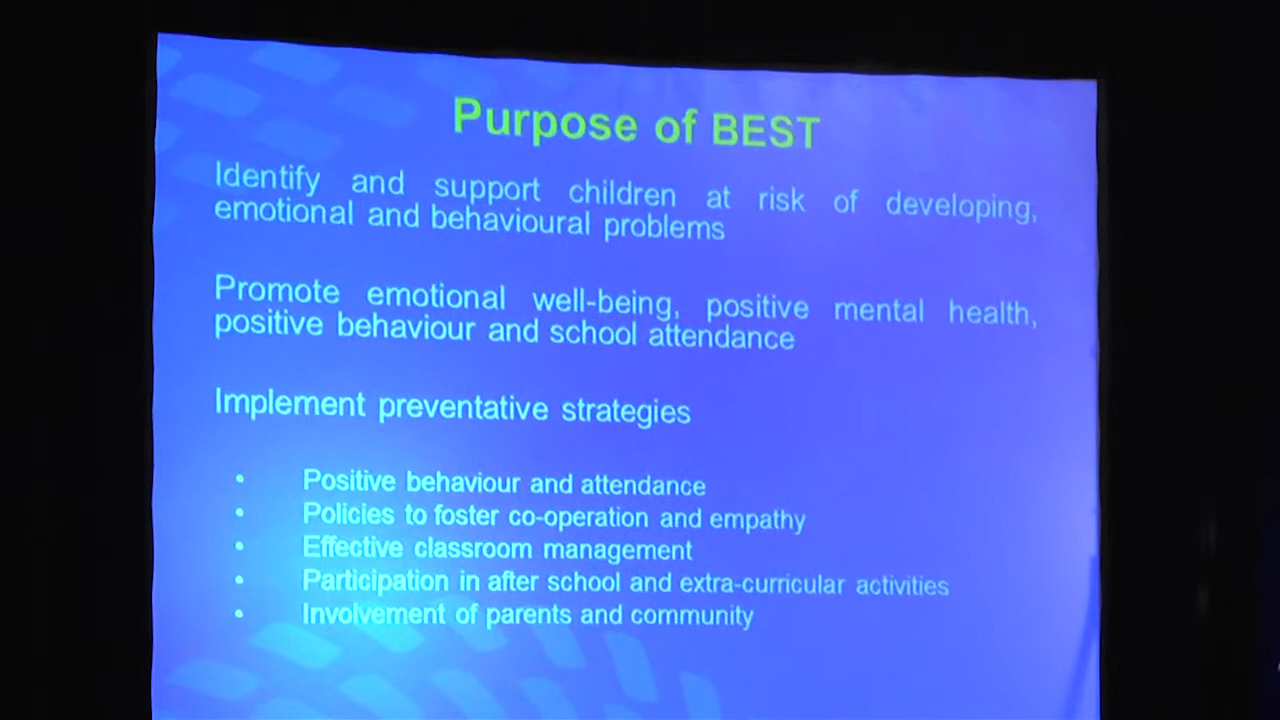 Purpose of BEST
Identify and support children at risk of developing,
emotional and behavioural problems
Promote emotional well-being, positive mental health,
positive behaviour and school attendance
Implement preventative strategies
• Positive behaviour and attendance
• Policies to foster co-operation and empathy
• Effective classroom management
• Participation in after school and extra-curricular activities
• Involvement of parents and community